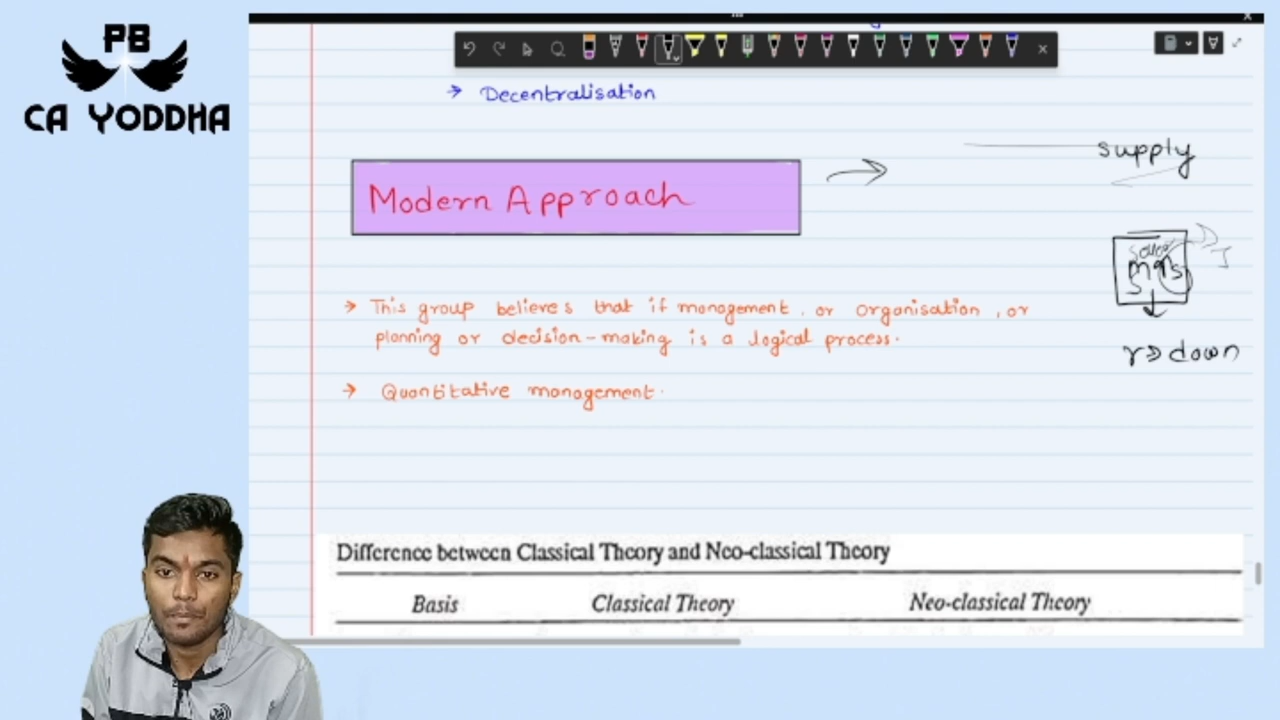 PB
CA YODDHA
→ Decentralisation
supply
Modern Approach
→ This group believes that if management, or organisation, or
planning or decision-making is a logical process.
r → down
→ Quantitative management.
Difference between Classical Theory and Neo-classical Theory
Basis Classical Theory Neo-classical Theory